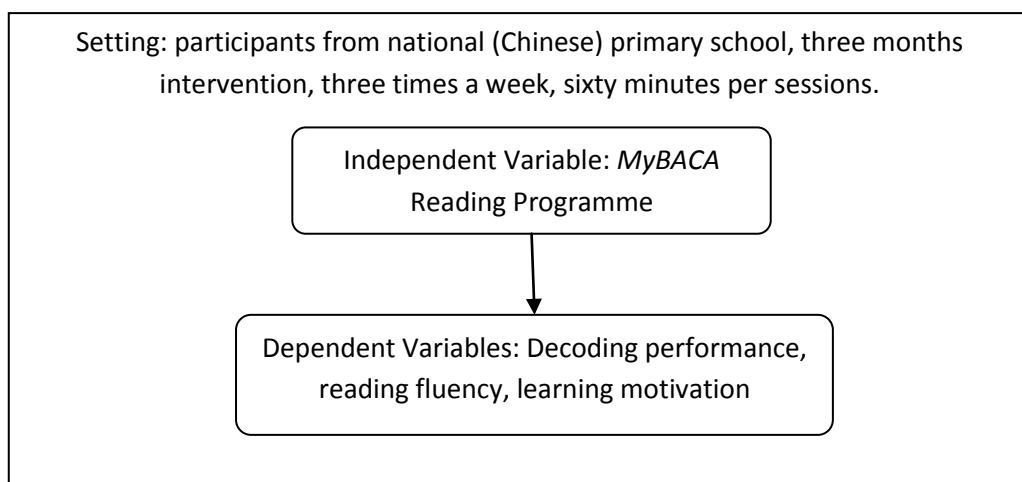 Setting: participants from national (Chinese) primary school, three months
intervention, three times a week, sixty minutes per sessions.
Independent Variable: MyBACA
Reading Programme
Dependent Variables: Decoding performance,
reading fluency, learning motivation